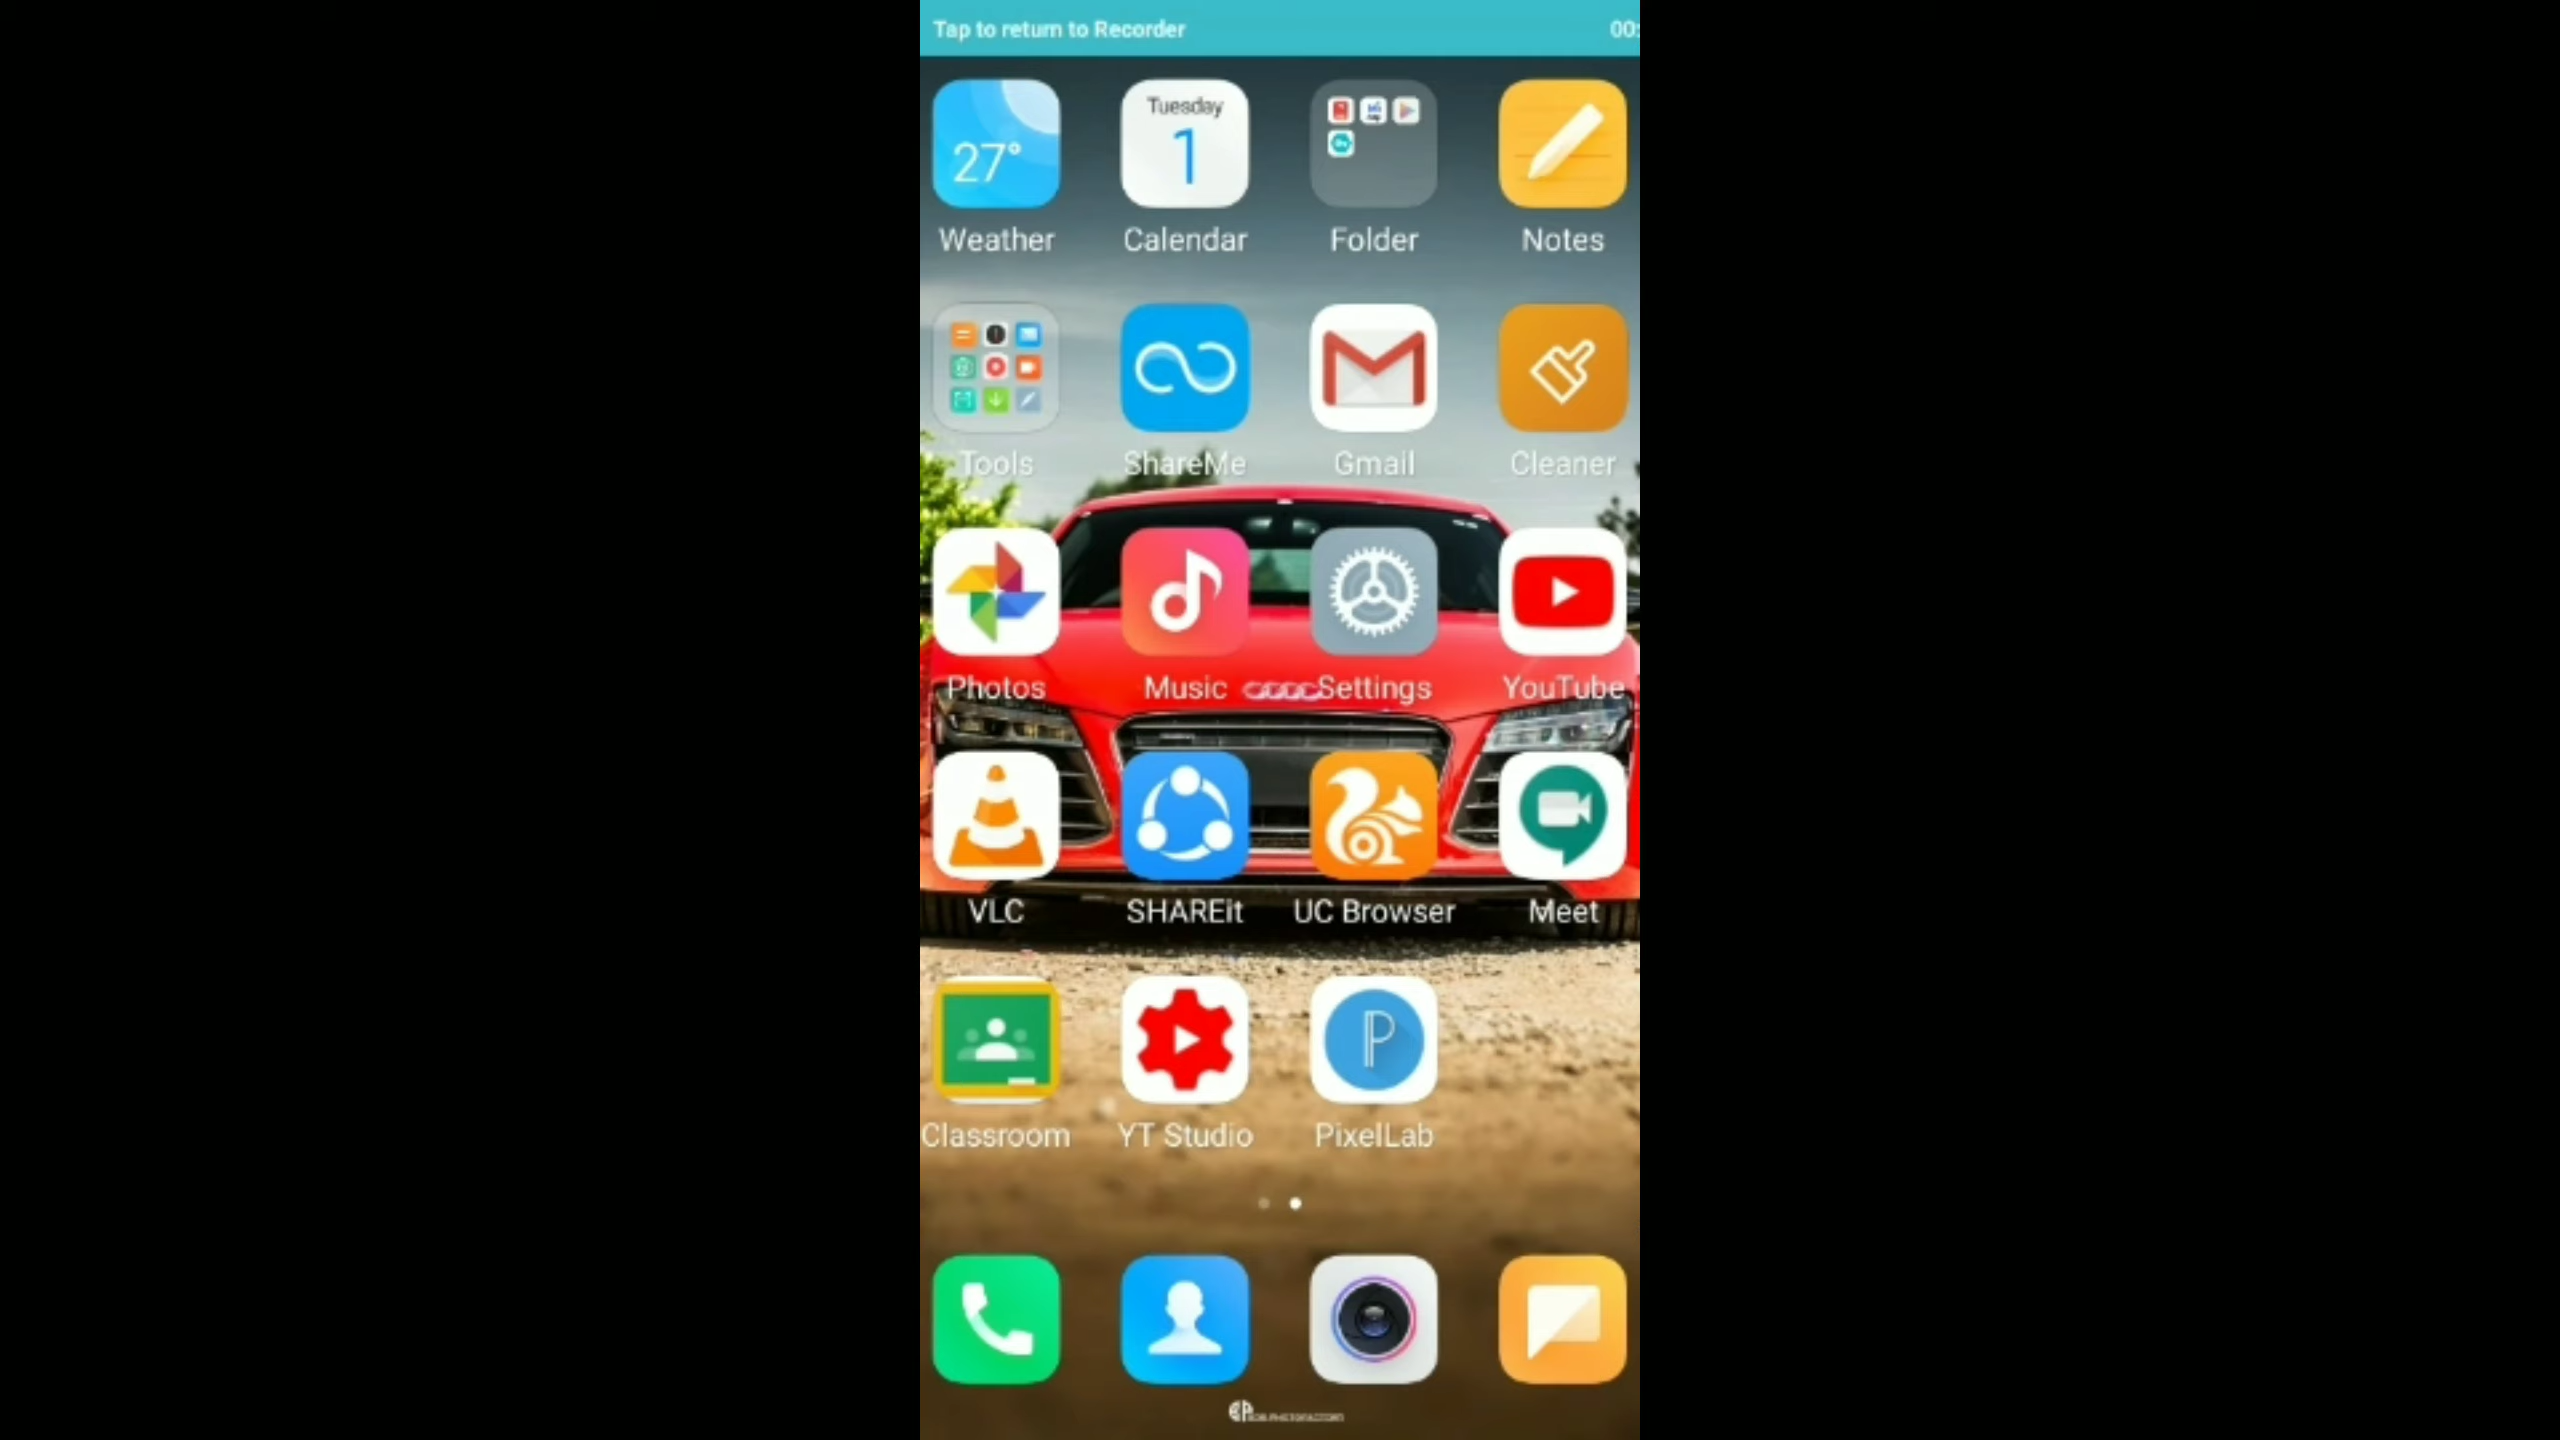 Tap to return to Recorder 00:
27°
Tuesday
1
Weather Calendar Folder Notes
Tools ShareMe Gmail Cleaner
Photos Music Settings YouTube
VLC SHAREit UC Browser Meet
Classroom YT Studio PixelLab